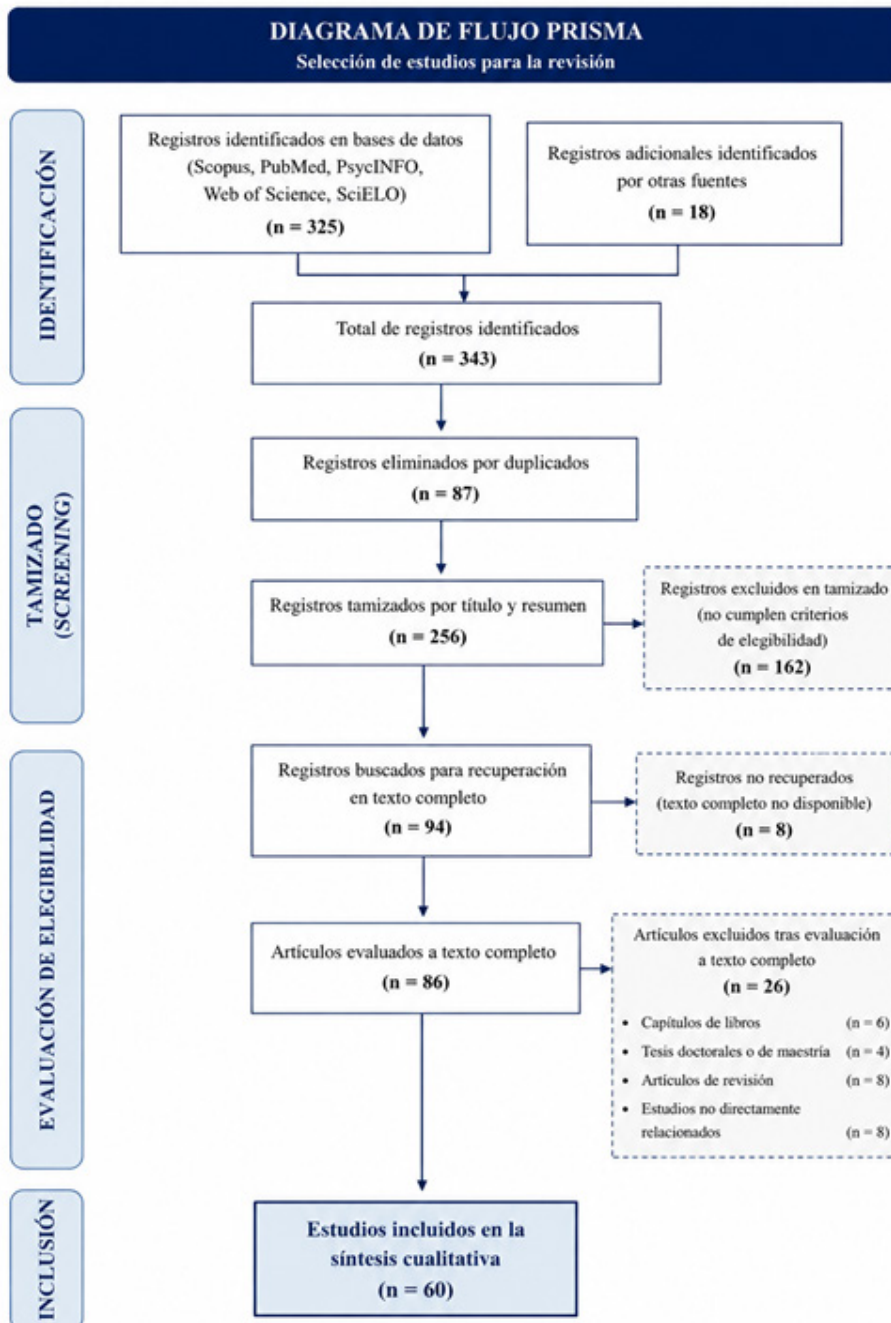 DIAGRAMA DE FLUJO PRISMA
Selección de estudios para la revisión
IDENTIFICACIÓN
Registros identificados en bases de datos
(Scopus, PubMed, PsycINFO,
Web of Science, SciELO)
(n = 325)
Registros adicionales identificados
por otras fuentes
(n = 18)
Total de registros identificados
(n = 343)
TAMIZADO
(SCREENING)
Registros eliminados por duplicados
(n = 87)
Registros tamizados por título y resumen
(n = 256)
Registros excluidos en tamizado
(no cumplen criterios
de elegibilidad)
(n = 162)
EVALUACIÓN DE ELEGIBILIDAD
Registros buscados para recuperación
en texto completo
(n = 94)
Registros no recuperados
(texto completo no disponible)
(n = 8)
Artículos evaluados a texto completo
(n = 86)
Artículos excluidos tras evaluación
a texto completo
(n = 26)
• Capítulos de libros (n = 6)
• Tesis doctorales o de maestría (n = 4)
• Artículos de revisión (n = 8)
• Estudios no directamente
relacionados (n = 8)
INCLUSIÓN
Estudios incluidos en la
síntesis cualitativa
(n = 60)